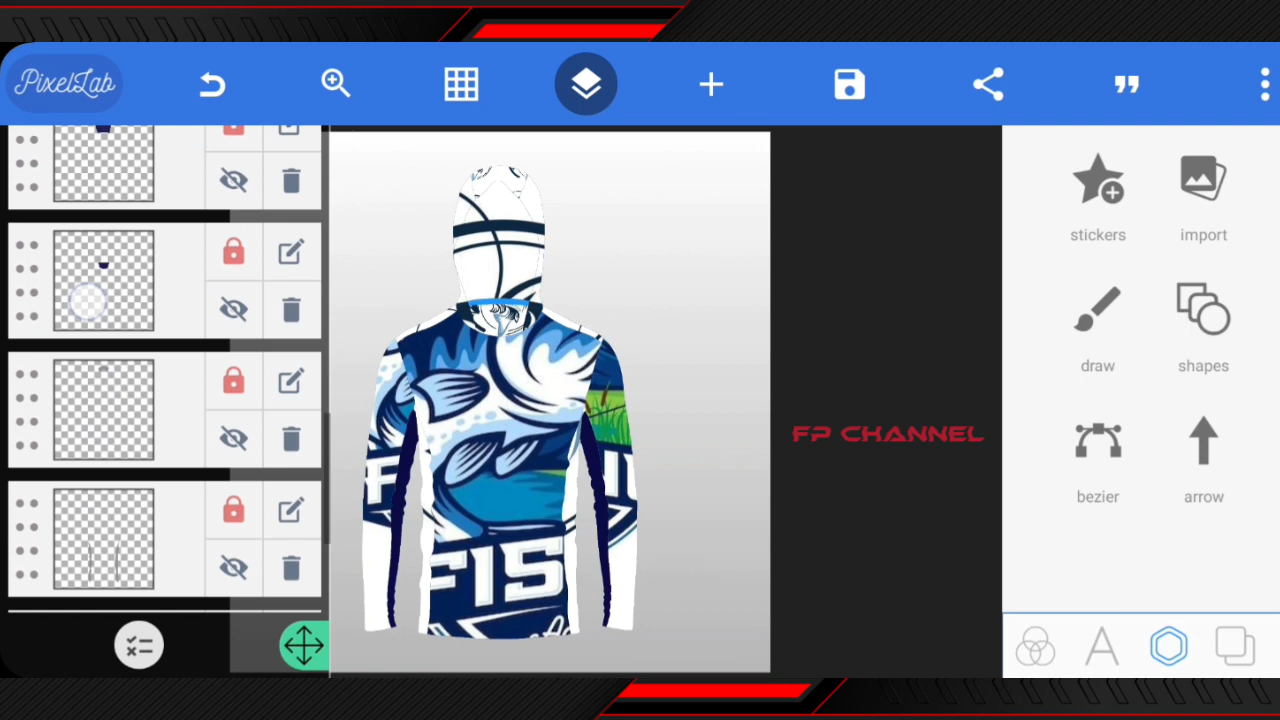 PixelLab
stickers
import
draw
shapes
FP CHANNEL
bezier
arrow
FIS